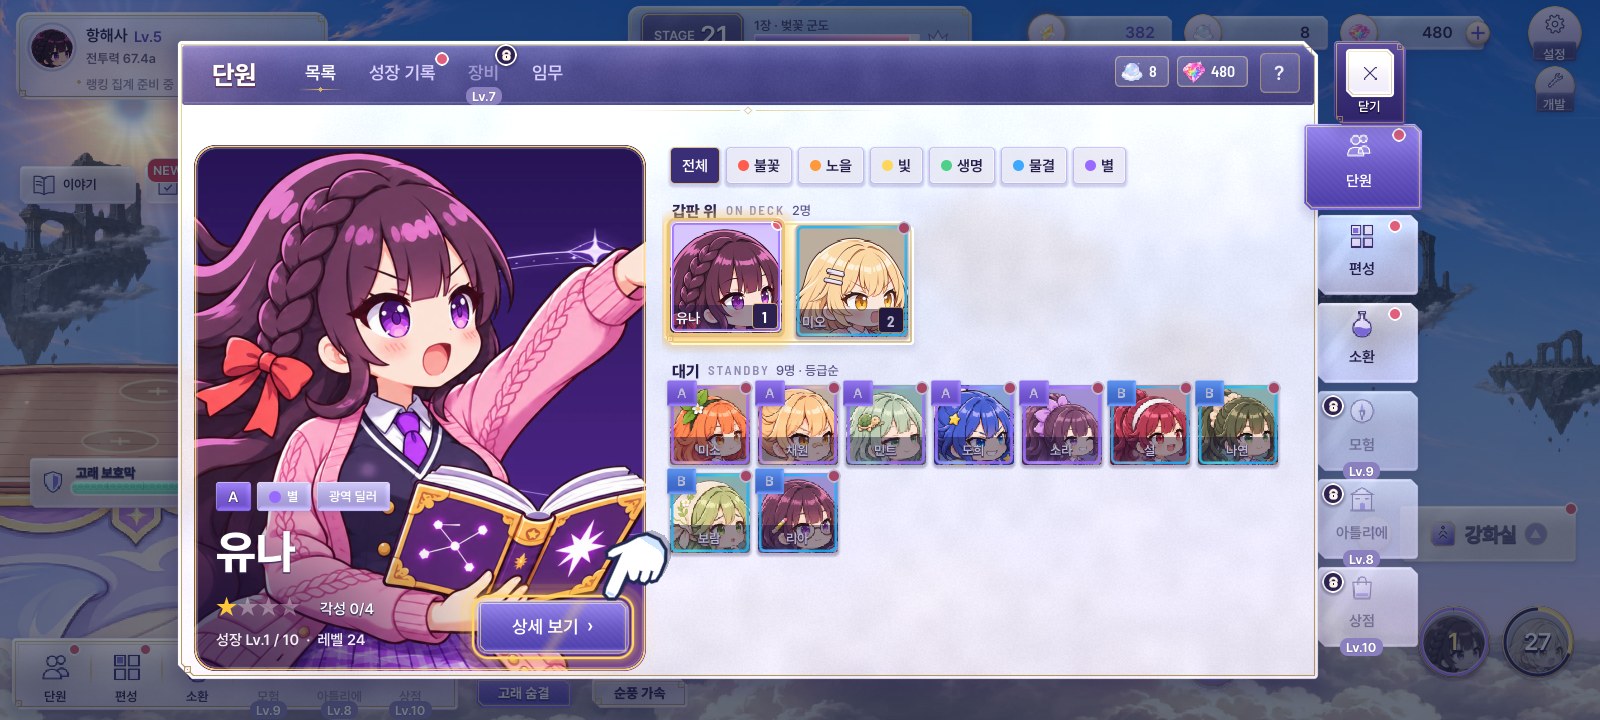 항해사 Lv.5
전투력 67.4a
* 랭킹 집계 준비 중
STAGE 21
1장 · 벚꽃 군도
382
8
480
설정
개발
단원
목록
성장 기록
장비
Lv.7
임무
8
480
?
닫기
이야기
NEW
고래 보호막
전체
불꽃
노을
빛
생명
물결
별
갑판 위 ON DECK 2명
유나 1
미오 2
대기 STANDBY 9명 · 등급순
A 미소
A 채원
A 민트
A 도희
A 소라
B 설
B 나연
B 보람
B 리아
A
별
광역 딜러
유나
각성 0/4
성장 Lv.1 / 10 · 레벨 24
상세 보기 ›
단원
편성
소환
모험
Lv.9
아틀리에
Lv.8
상점
Lv.10
강화실
1
27
단원
편성
소환
모험
Lv.9
아틀리에
Lv.8
상점
Lv.10
고래 숨결
순풍 가속